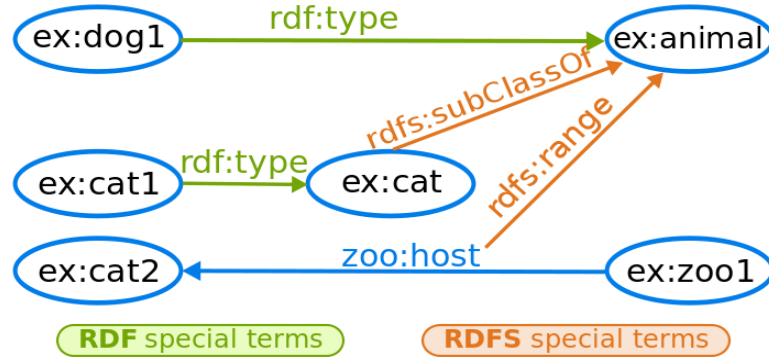 rdf:type
ex:dog1
ex:animal
rdfs:subClassOf
rdfs:range
rdf:type
ex:cat1
ex:cat
zoo:host
ex:cat2
ex:zoo1
RDF special terms
RDFS special terms